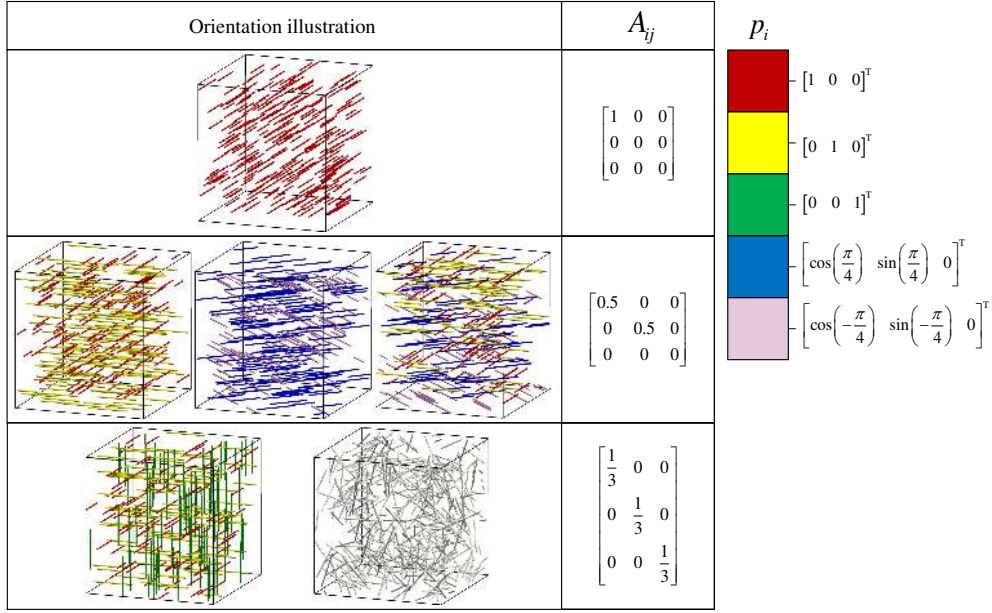 Orientation illustration A_{ij} p_i
[1 0 0]^T
1 0 0
0 0 0
0 0 0
[0 1 0]^T
[0 0 1]^T
[cos(π/4) sin(π/4) 0]^T
0.5 0 0
0 0.5 0
0 0 0
[cos(-π/4) sin(-π/4) 0]^T
1/3 0 0
0 1/3 0
0 0 1/3